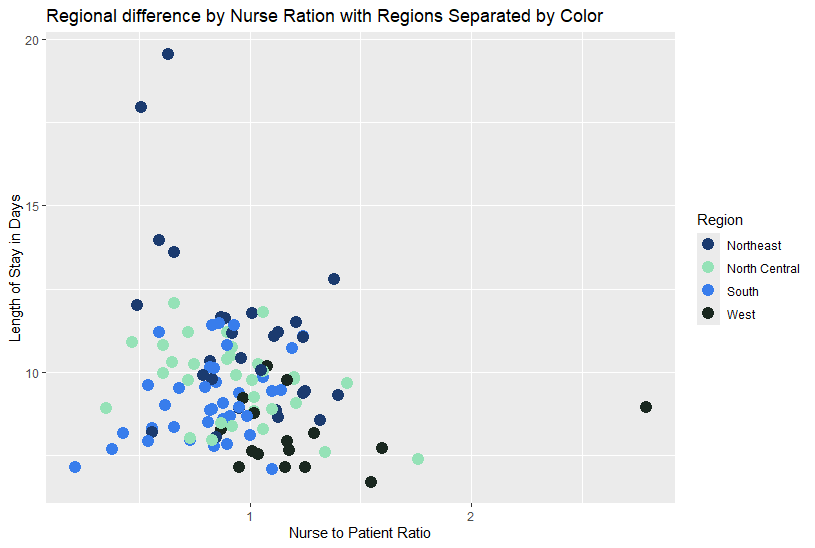 Regional difference by Nurse Ration with Regions Separated by Color
20
15
10
Length of Stay in Days
1
2
Nurse to Patient Ratio
Region
Northeast
North Central
South
West